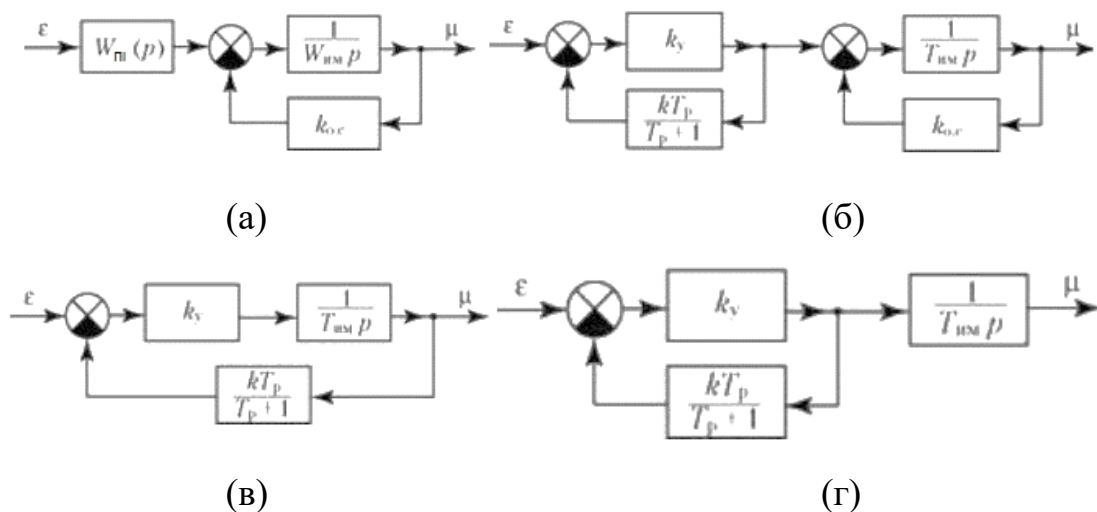 ε W_пі (p) 1 / W_им p μ
k_о.с
ε k_у 1 / T_им p μ
kT_р / T_р + 1 k_о.с
(а) (б)
ε k_у 1 / T_им p μ
kT_р / T_р + 1
ε k_у 1 / T_им p μ
kT_р / T_р + 1
(в) (г)